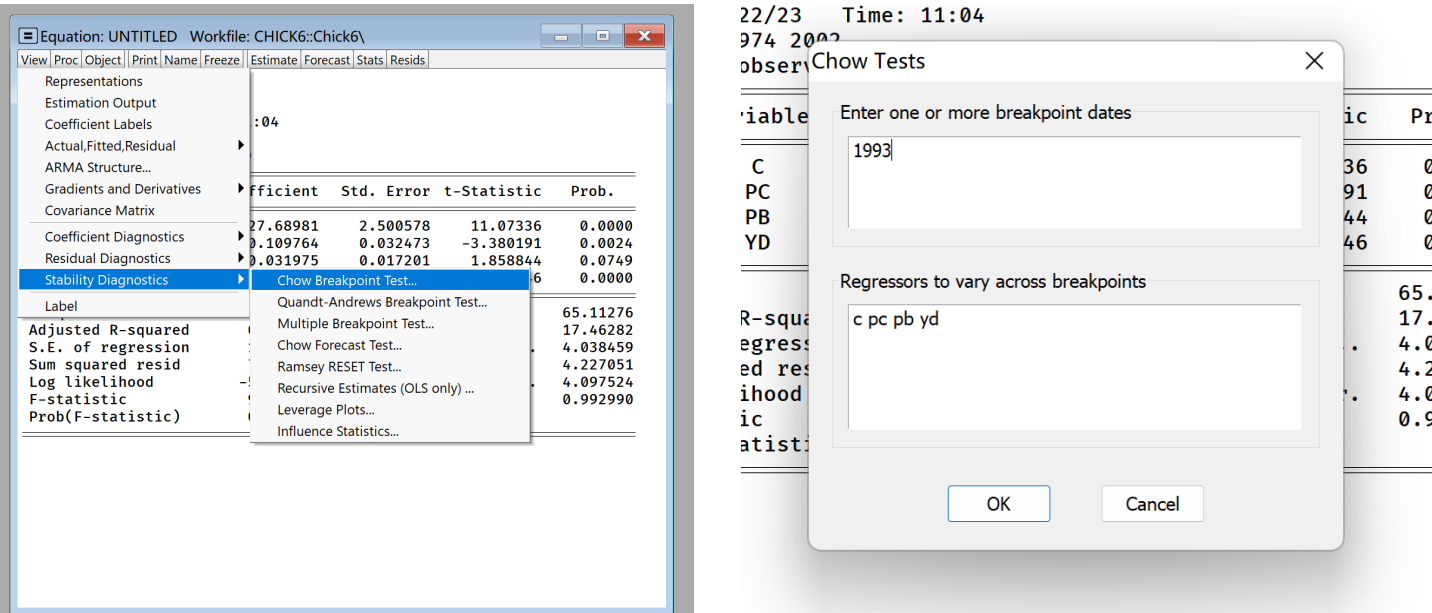 Equation: UNTITLED Workfile: CHICK6::Chick6\
View Proc Object Print Name Freeze Estimate Forecast Stats Resids
Representations
Estimation Output
Coefficient Labels
:04
Actual,Fitted,Residual
ARMA Structure...
Gradients and Derivatives
fficient Std. Error t-Statistic Prob.
Covariance Matrix
27.68981 2.500578 11.07336 0.0000
Coefficient Diagnostics
0.109764 0.032473 -3.380191 0.0024
Residual Diagnostics
0.031975 0.017201 1.858844 0.0749
Stability Diagnostics
6 0.0000
Chow Breakpoint Test...
Quandt-Andrews Breakpoint Test...
Label
65.11276
Multiple Breakpoint Test...
Adjusted R-squared
17.46282
Chow Forecast Test...
S.E. of regression
. 4.038459
Ramsey RESET Test...
Sum squared resid
4.227051
Recursive Estimates (OLS only) ...
Log likelihood
. 4.097524
F-statistic
0.992990
Leverage Plots...
Prob(F-statistic)
Influence Statistics...
22/23 Time: 11:04
974 2002
observ
Chow Tests
riable
ic Pr
Enter one or more breakpoint dates
1993
C
36 0
PC
91 0
PB
44 0
YD
46 0
Regressors to vary across breakpoints
c pc pb yd
65.
R-squa
17.
egress
. 4.0
ed res
4.2
ihood
r. 4.0
ic
0.9
atisti
OK
Cancel